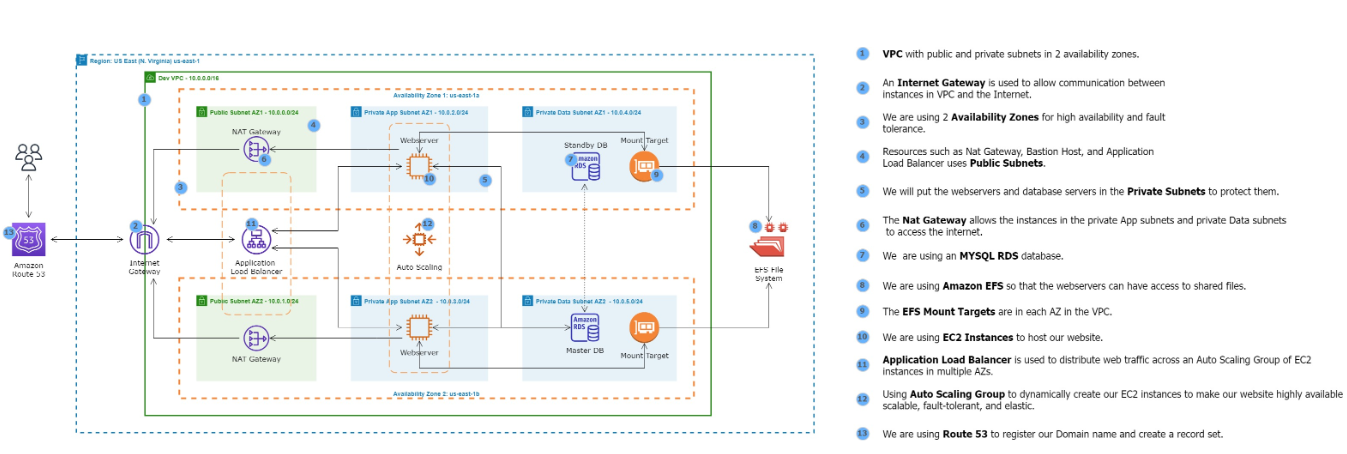 Region: US East (N. Virginia) us-east-1
Dev VPC - 10.0.0.0/16
1
Availability Zone 1: us-east-1a
Public Subnet AZ1 - 10.0.0.0/24
Private App Subnet AZ1 - 10.0.2.0/24
Private Data Subnet AZ1 - 10.0.4.0/24
NAT Gateway
4
6
Webserver
10
5
Standby DB
7
Amazon
RDS
Mount Target
9
3
13
53
Amazon
Route 53
2
Internet
Gateway
11
Application
Load Balancer
12
Auto Scaling
8
EFS File
System
Public Subnet AZ2 - 10.0.1.0/24
Private App Subnet AZ2 - 10.0.3.0/24
Private Data Subnet AZ2 - 10.0.5.0/24
NAT Gateway
Webserver
Amazon
RDS
Master DB
Mount Target
Availability Zone 2: us-east-1b
1 VPC with public and private subnets in 2 availability zones.
2 An Internet Gateway is used to allow communication between
instances in VPC and the Internet.
3 We are using 2 Availability Zones for high availability and fault
tolerance.
4 Resources such as Nat Gateway, Bastion Host, and Application
Load Balancer uses Public Subnets.
5 We will put the webservers and database servers in the Private Subnets to protect them.
6 The Nat Gateway allows the instances in the private App subnets and private Data subnets
to access the internet.
7 We are using an MYSQL RDS database.
8 We are using Amazon EFS so that the webservers can have access to shared files.
9 The EFS Mount Targets are in each AZ in the VPC.
10 We are using EC2 Instances to host our website.
11 Application Load Balancer is used to distribute web traffic across an Auto Scaling Group of EC2
instances in multiple AZs.
12 Using Auto Scaling Group to dynamically create our EC2 instances to make our website highly available
scalable, fault-tolerant, and elastic.
13 We are using Route 53 to register our Domain name and create a record set.